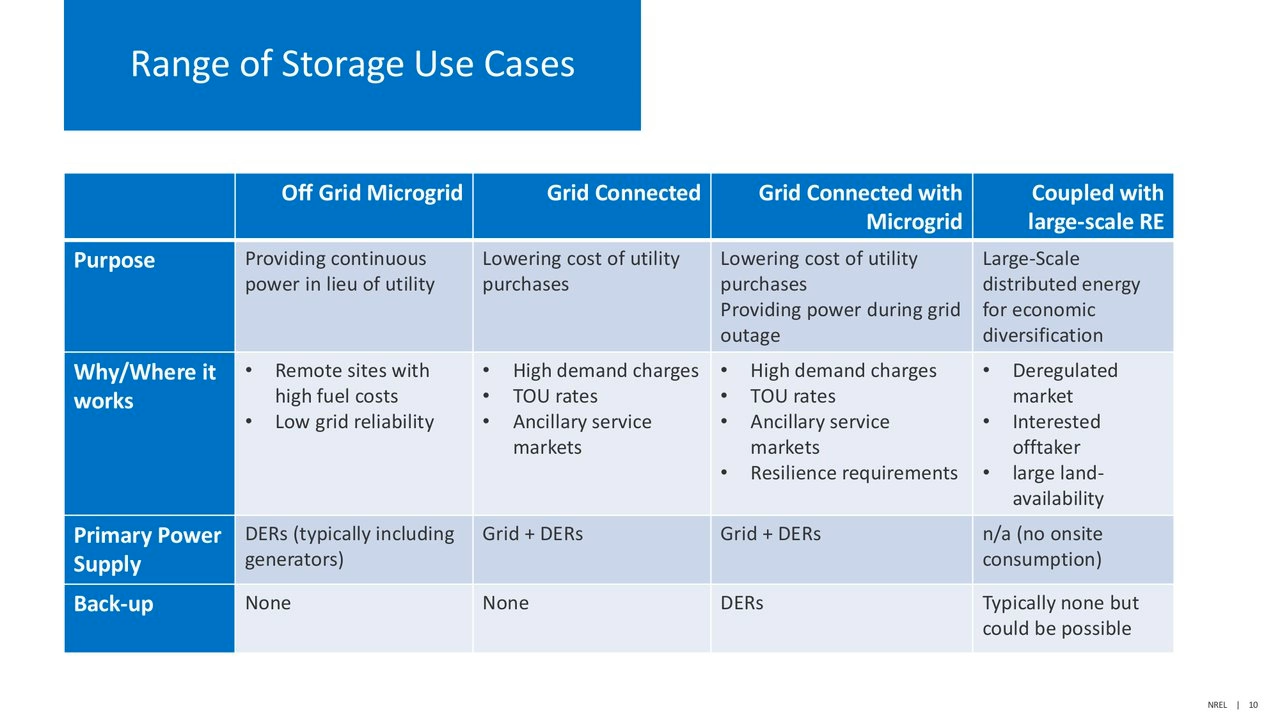 Range of Storage Use Cases
Off Grid Microgrid
Grid Connected
Grid Connected with
Microgrid
Coupled with
large-scale RE
Purpose
Providing continuous
power in lieu of utility
Lowering cost of utility
purchases
Lowering cost of utility
purchases
Providing power during grid
outage
Large-Scale
distributed energy
for economic
diversification
Why/Where it
works
• Remote sites with
high fuel costs
• Low grid reliability
• High demand charges
• TOU rates
• Ancillary service
markets
• High demand charges
• TOU rates
• Ancillary service
markets
• Resilience requirements
• Deregulated
market
• Interested
offtaker
• large land-
availability
Primary Power
Supply
DERs (typically including
generators)
Grid + DERs
Grid + DERs
n/a (no onsite
consumption)
Back-up
None
None
DERs
Typically none but
could be possible
NREL | 10